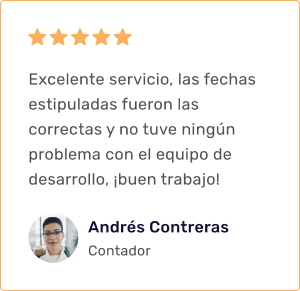 Excelente servicio, las fechas
estipuladas fueron las
correctas y no tuve ningún
problema con el equipo de
desarrollo, ¡buen trabajo!
Andrés Contreras
Contador